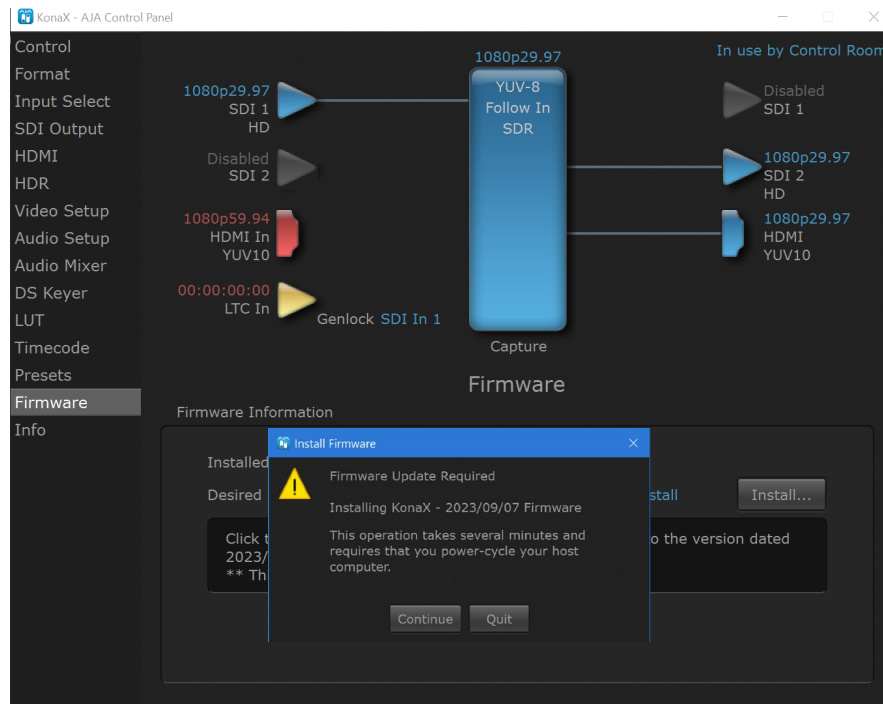 KonaX - AJA Control Panel
Control
Format
Input Select
SDI Output
HDMI
HDR
Video Setup
Audio Setup
Audio Mixer
DS Keyer
LUT
Timecode
Presets
Firmware
Info
1080p29.97
In use by Control Room
1080p29.97
SDI 1
HD
YUV-8
Follow In
SDR
Disabled
SDI 1
Disabled
SDI 2
1080p29.97
SDI 2
HD
1080p59.94
HDMI In
YUV10
1080p29.97
HDMI
YUV10
00:00:00:00
LTC In
Genlock SDI In 1
Capture
Firmware
Firmware Information
Installed
Desired
stall
Install...
Click t
2023/
** Th
o the version dated
Install Firmware
Firmware Update Required
Installing KonaX - 2023/09/07 Firmware
This operation takes several minutes and
requires that you power-cycle your host
computer.
Continue
Quit